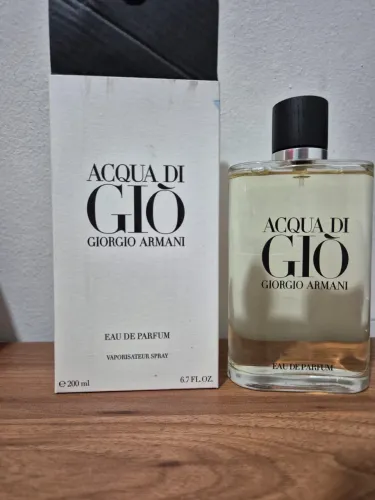 ACQUA DI
GIÒ
GIORGIO ARMANI
EAU DE PARFUM
VAPORISATEUR SPRAY
℮ 200 ml 6.7 FL.OZ.
ACQUA DI
GIÒ
GIORGIO ARMANI
EAU DE PARFUM